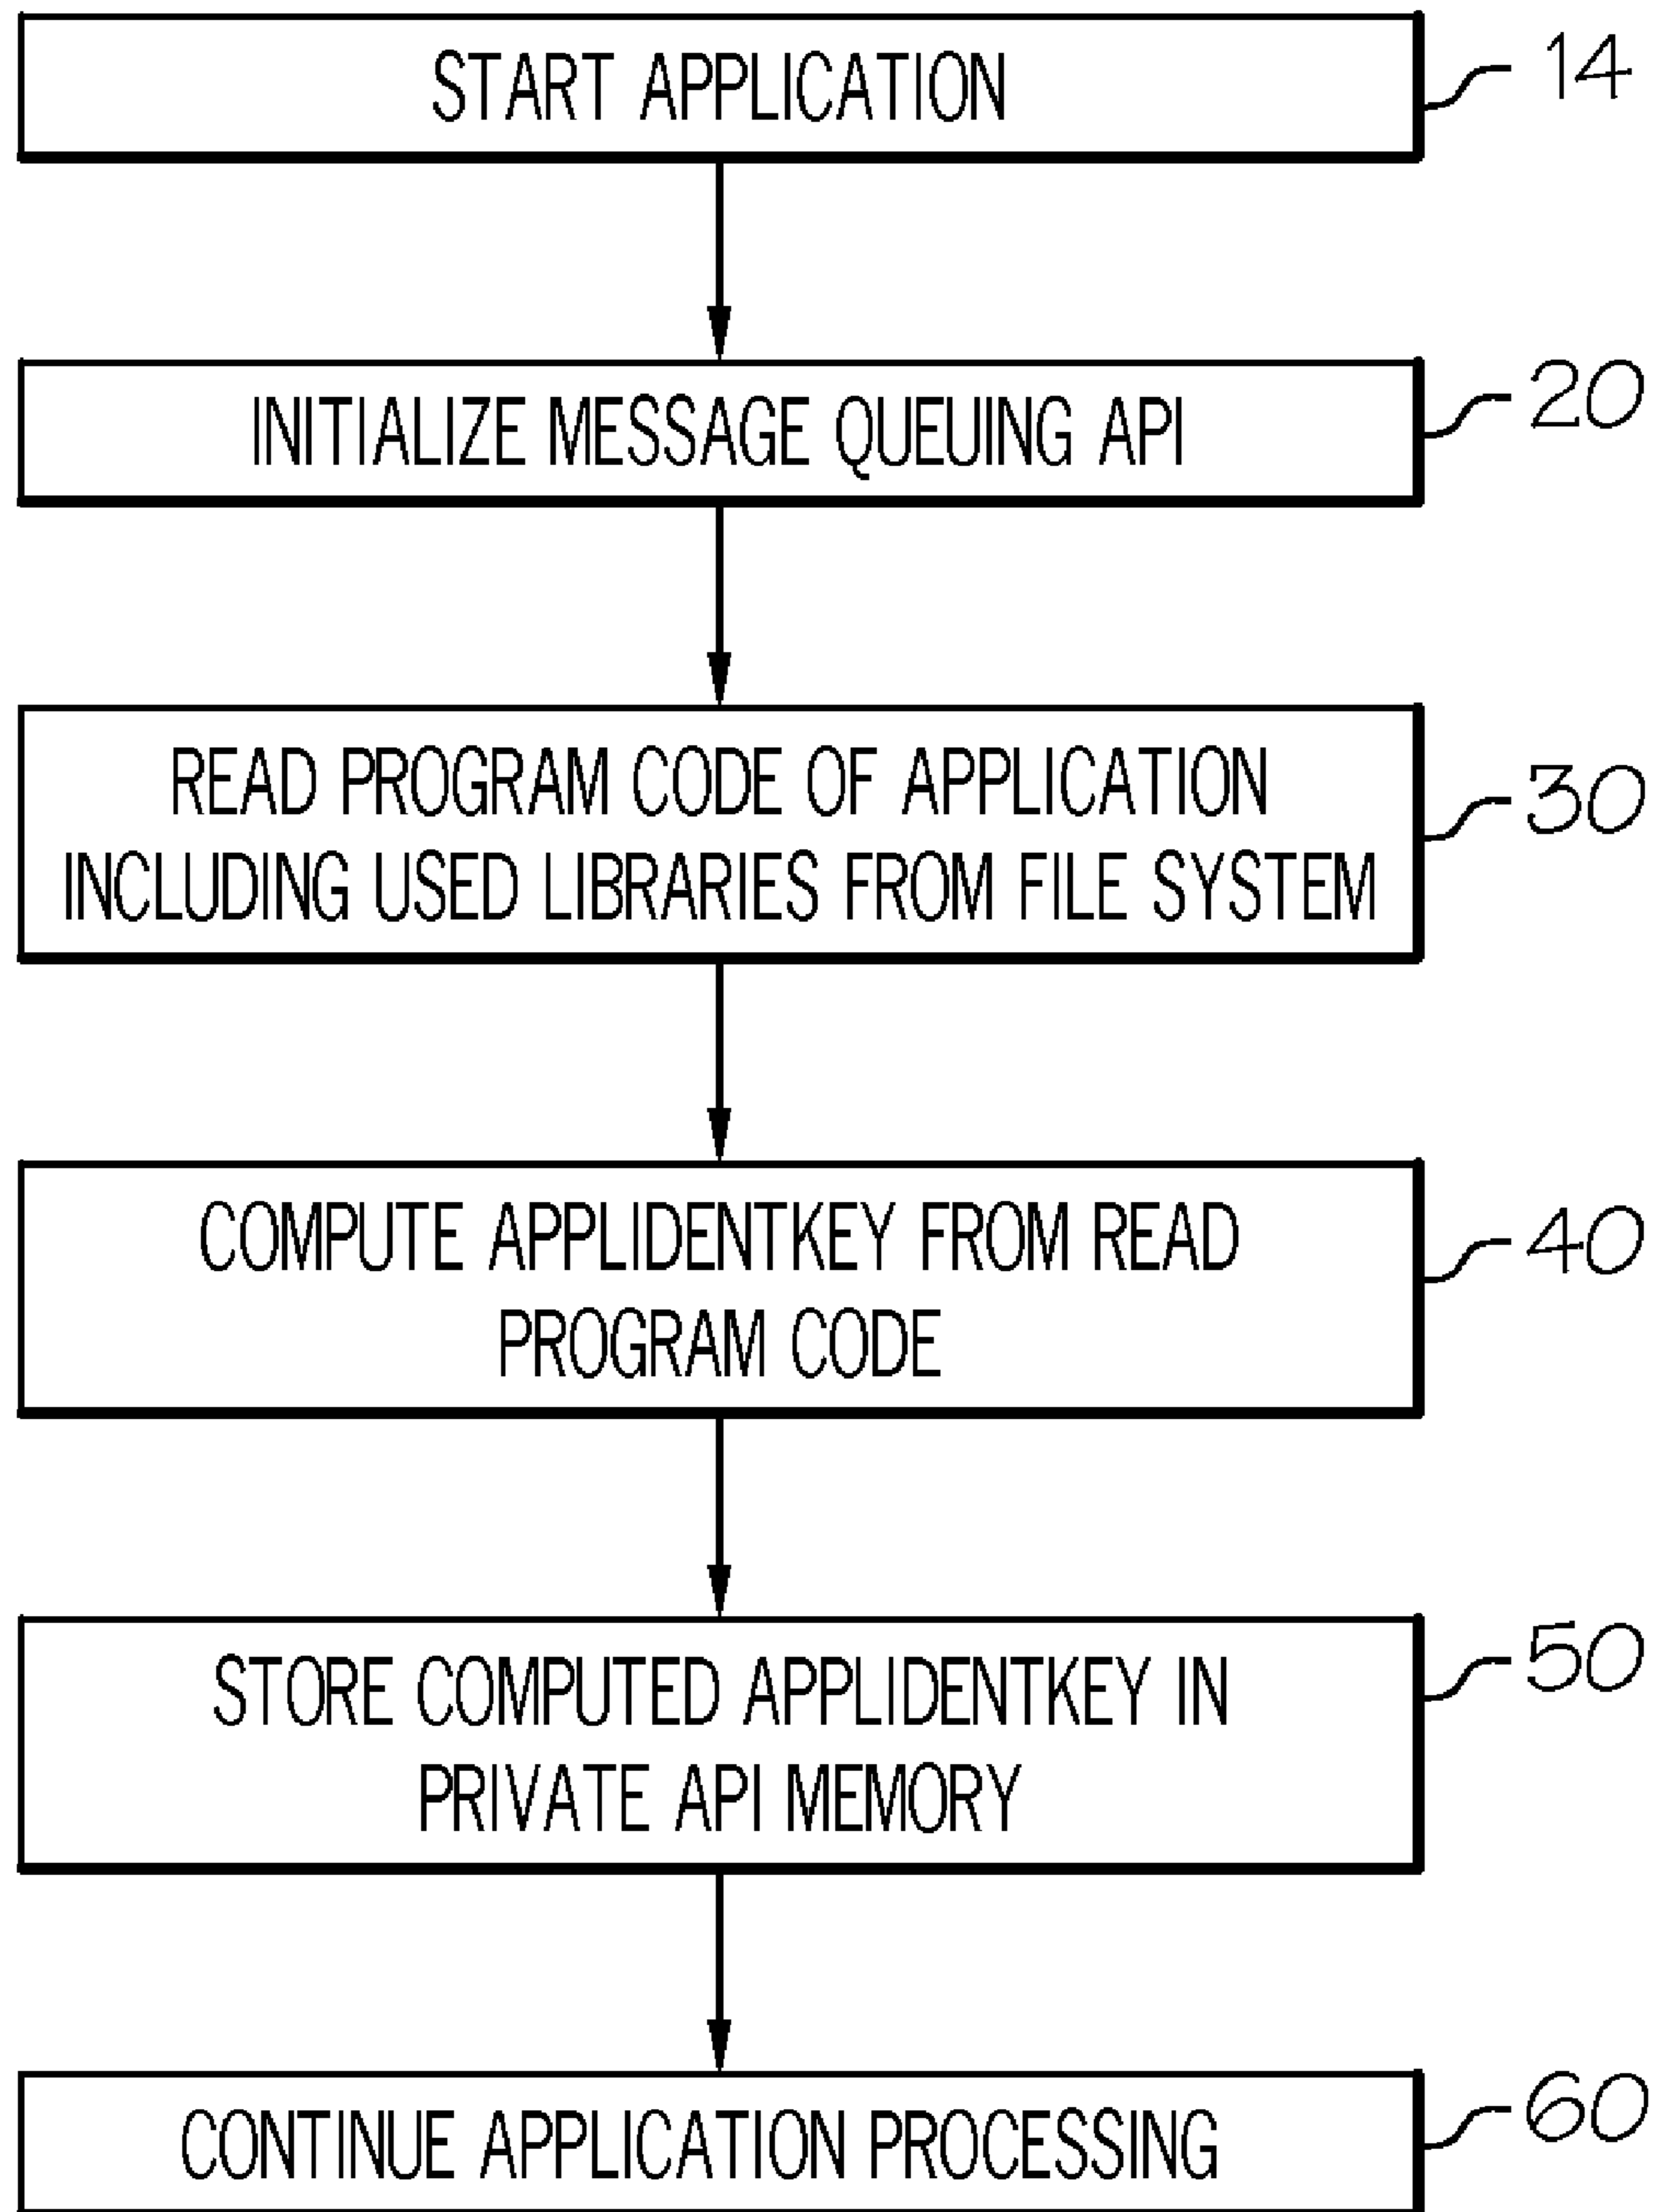 START APPLICATION
14
INITIALIZE MESSAGE QUEUING API
20
READ PROGRAM CODE OF APPLICATION
INCLUDING USED LIBRARIES FROM FILE SYSTEM
30
COMPUTE APPLIDENTKEY FROM READ
PROGRAM CODE
40
STORE COMPUTED APPLIDENTKEY IN
PRIVATE API MEMORY
50
CONTINUE APPLICATION PROCESSING
60